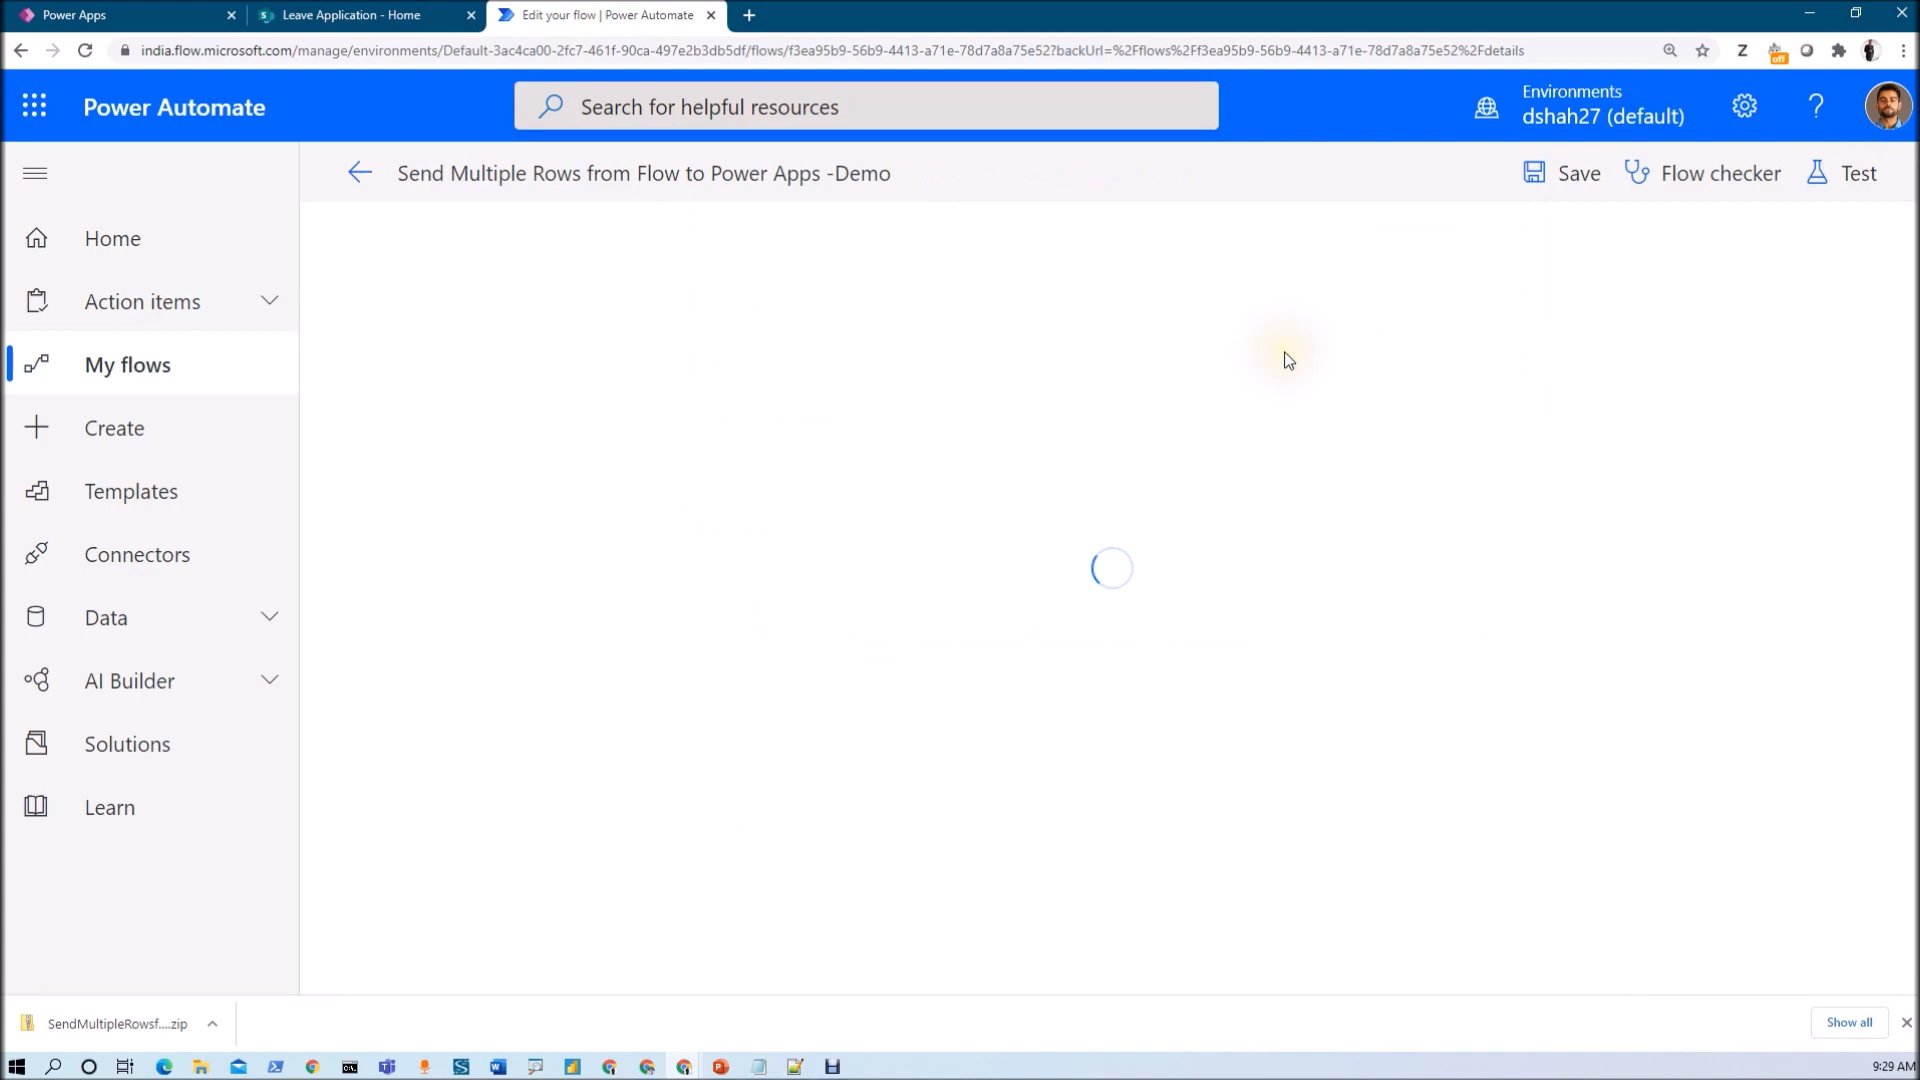 Power Apps
Leave Application - Home
Edit your flow | Power Automate
india.flow.microsoft.com/manage/environments/Default-3ac4ca00-2fc7-461f-90ca-497e2b3db5df/flows/f3ea95b9-56b9-4413-a71e-78d7a8a75e52?backUrl=%2Fflows%2Ff3ea95b9-56b9-4413-a71e-78d7a8a75e52%2Fdetails
Z
off
Power Automate
Search for helpful resources
Environments
dshah27 (default)
Send Multiple Rows from Flow to Power Apps -Demo
Save
Flow checker
Test
Home
Action items
My flows
Create
Templates
Connectors
Data
AI Builder
Solutions
Learn
SendMultipleRowsf....zip
Show all
9:29 AM